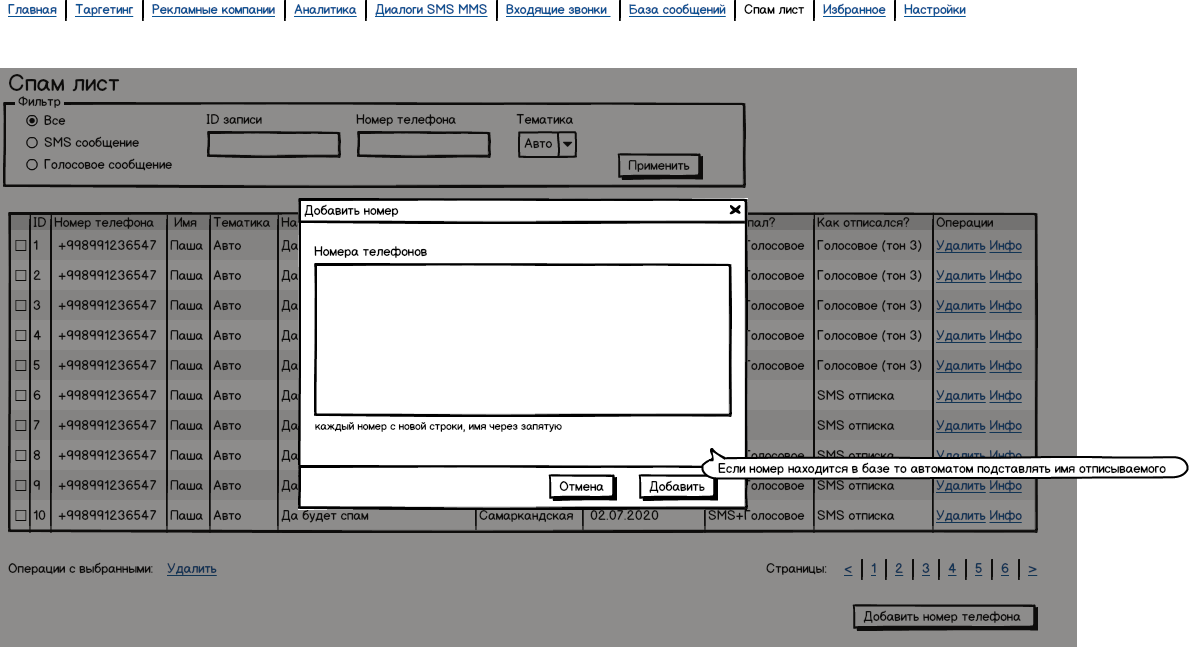 Главная Таргетинг Рекламные компании Аналитика Диалоги SMS MMS Входящие звонки База сообщений Спам лист Избранное Настройки
Спам лист
Фильтр
Все ID записи Номер телефона Тематика
SMS сообщение Авто
Голосовое сообщение Применить
ID Номер телефона Имя Тематика На пал? Как отписался? Операции
1 +998991236547 Паша Авто Да Голосовое Голосовое (тон 3) Удалить Инфо
2 +998991236547 Паша Авто Да Голосовое Голосовое (тон 3) Удалить Инфо
3 +998991236547 Паша Авто Да Голосовое Голосовое (тон 3) Удалить Инфо
4 +998991236547 Паша Авто Да Голосовое Голосовое (тон 3) Удалить Инфо
5 +998991236547 Паша Авто Да Голосовое Голосовое (тон 3) Удалить Инфо
6 +998991236547 Паша Авто Да SMS отписка Удалить Инфо
7 +998991236547 Паша Авто Да SMS отписка Удалить Инфо
8 +998991236547 Паша Авто Да Голосовое SMS отписка Удалить Инфо
9 +998991236547 Паша Авто Да Голосовое SMS отписка Удалить Инфо
10 +998991236547 Паша Авто Да будет спам Самаркандская 02.07.2020 SMS+Голосовое SMS отписка Удалить Инфо
Добавить номер
Номера телефонов
каждый номер с новой строки, имя через запятую
Если номер находится в базе то автоматом подставлять имя отписываемого
Отмена Добавить
Операции с выбранными: Удалить Страницы: < 1 2 3 4 5 6 >
Добавить номер телефона